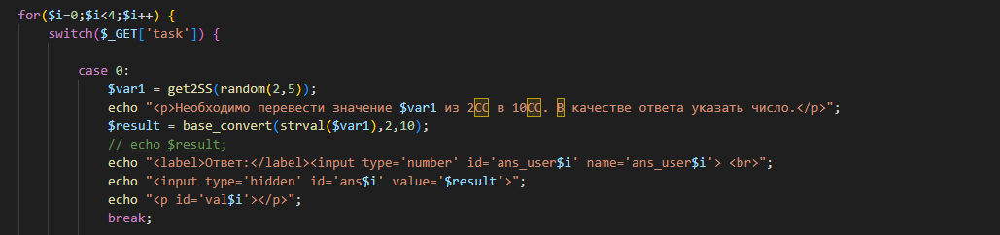 for($i=0;$i<4;$i++) {
switch($_GET['task']) {
case 0:
$var1 = get2SS(random(2,5));
echo "<p>Необходимо перевести значение $var1 из 2СС в 10СС. В качестве ответа указать число.</p>";
$result = base_convert(strval($var1),2,10);
// echo $result;
echo "<label>Ответ:</label><input type='number' id='ans_user$i' name='ans_user$i'> <br>";
echo "<input type='hidden' id='ans$i' value='$result'>";
echo "<p id='val$i'></p>";
break;